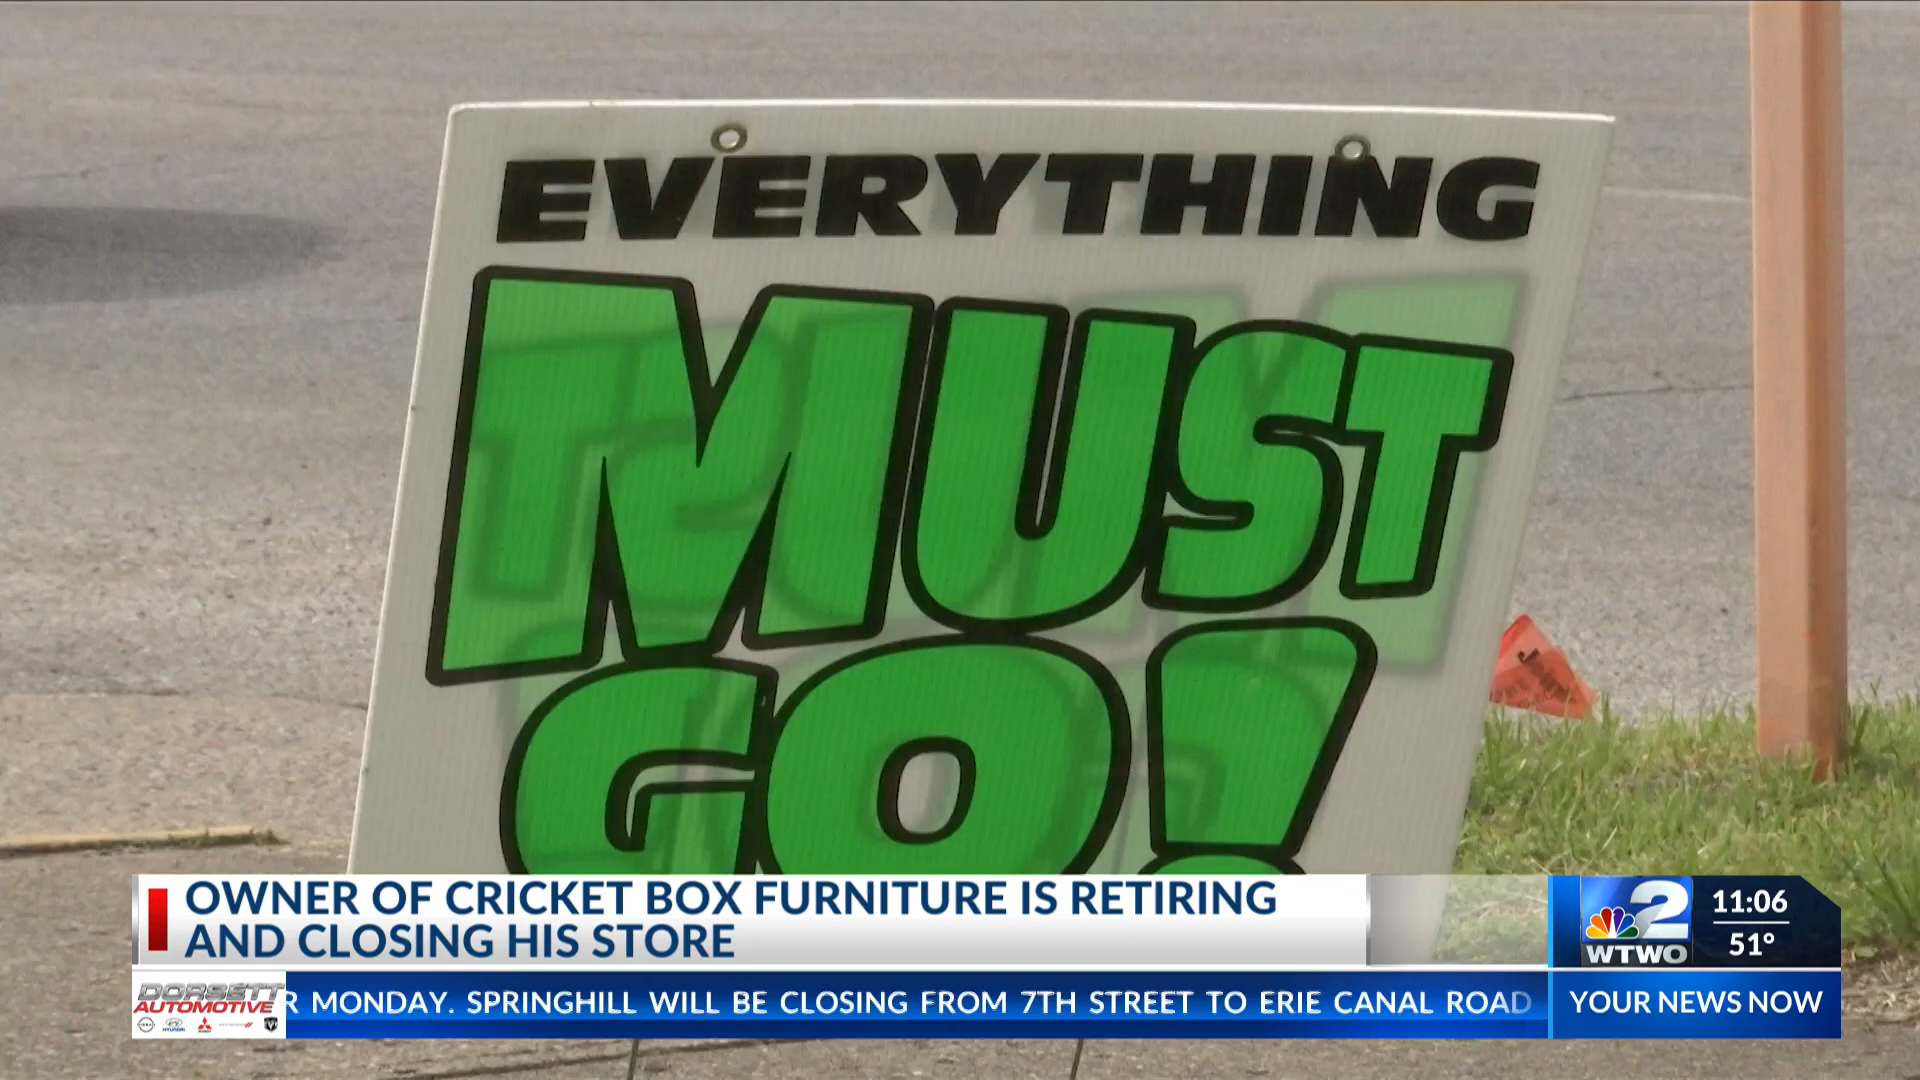 EVERYTHING
MUST
GO!
OWNER OF CRICKET BOX FURNITURE IS RETIRING
AND CLOSING HIS STORE
2
WTWO
11:06
51°
DORSETT
AUTOMOTIVE
R MONDAY. SPRINGHILL WILL BE CLOSING FROM 7TH STREET TO ERIE CANAL ROAD
YOUR NEWS NOW